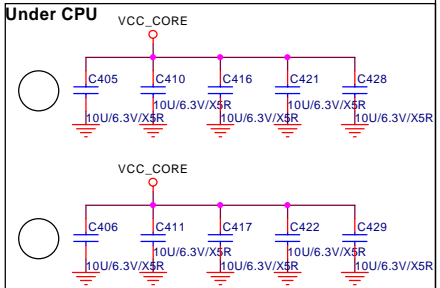 Under CPU
VCC_CORE
C405 C410 C416 C421 C428
10U/6.3V/X5R 10U/6.3V/X5R
10U/6.3V/X5R 10U/6.3V/X5R 10U/6.3V/X5R
VCC_CORE
C406 C411 C417 C422 C429
10U/6.3V/X5R 10U/6.3V/X5R
10U/6.3V/X5R 10U/6.3V/X5R 10U/6.3V/X5R